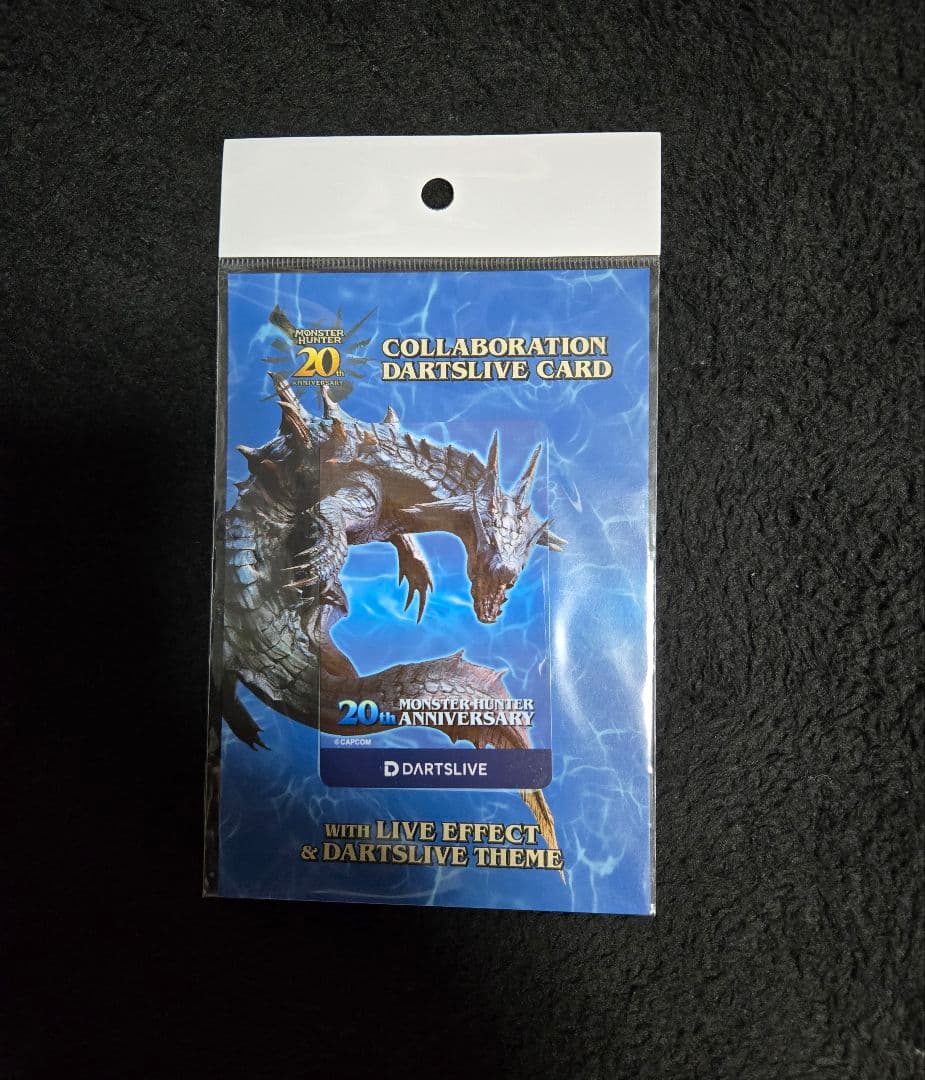 MONSTER
HUNTER
20th
ANNIVERSARY
COLLABORATION
DARTSLIVE CARD
20th MONSTER HUNTER
ANNIVERSARY
©CAPCOM
DARTSLIVE
WITH LIVE EFFECT
& DARTSLIVE THEME